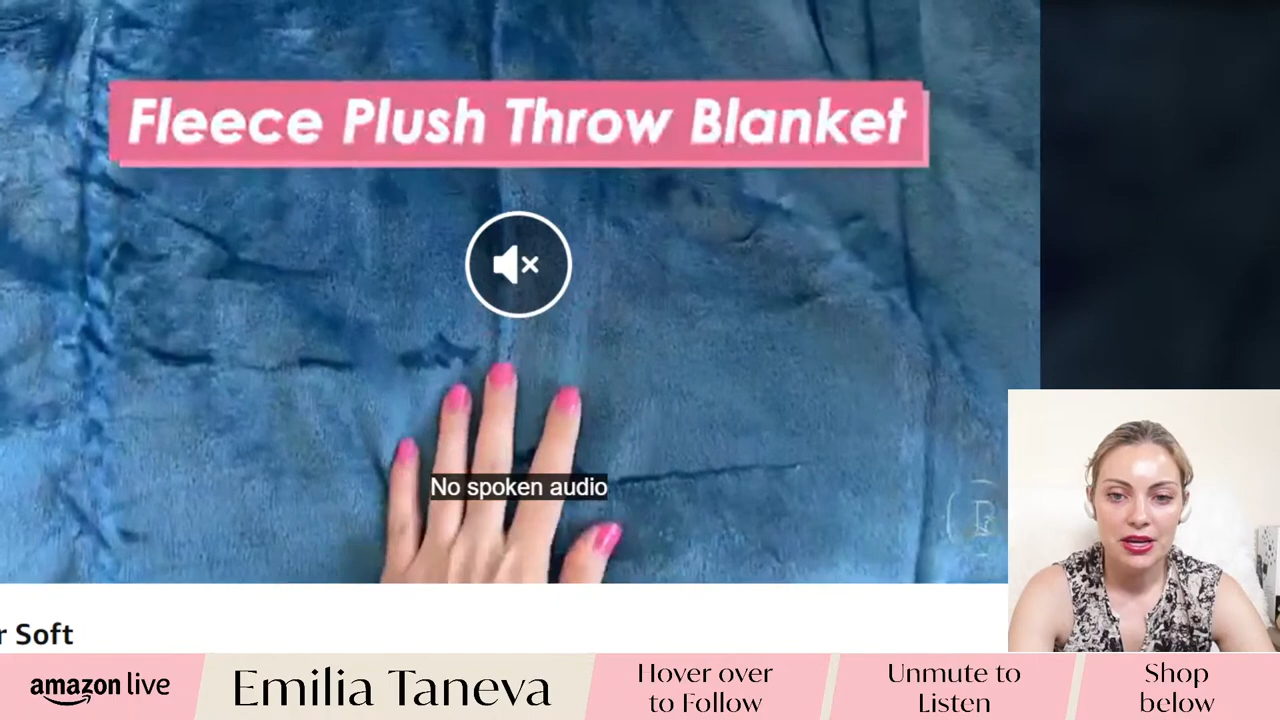 Fleece Plush Throw Blanket
No spoken audio
r Soft
amazon live
Emilia Taneva
Hover over
to Follow
Unmute to
Listen
Shop
below